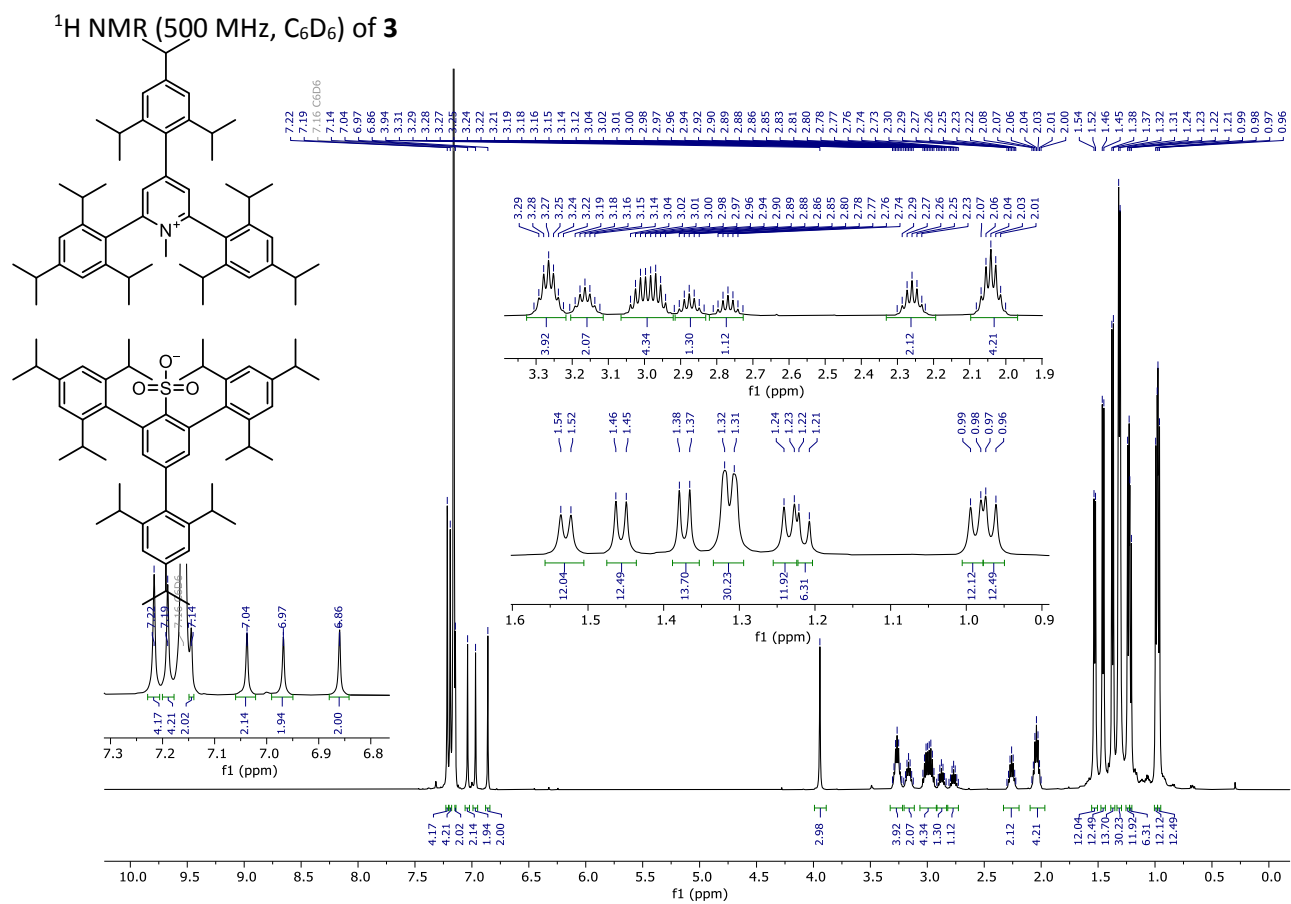 ¹H NMR (500 MHz, C₆D₆) of 3
7.22 7.19 7.16 C6D6 7.14 7.04 6.97 6.86 3.94 3.31 3.29 3.28 3.27 3.25 3.24 3.22 3.21 3.19 3.18 3.16 3.15 3.14 3.12 3.04 3.02 3.01 3.00 2.98 2.97 2.96 2.94 2.92 2.90 2.89 2.88 2.86 2.85 2.83 2.81 2.80 2.78 2.77 2.76 2.74 2.73 2.30 2.29 2.27 2.26 2.25 2.23 2.22 2.08 2.07 2.06 2.04 2.03 2.01 2.00 1.54 1.52 1.46 1.45 1.38 1.37 1.32 1.31 1.24 1.23 1.22 1.21 0.99 0.98 0.97 0.96
N⁺
3.29 3.28 3.27 3.25 3.24 3.22 3.19 3.18 3.16 3.15 3.14 3.04 3.02 3.01 3.00 2.98 2.97 2.96 2.94 2.90 2.89 2.88 2.86 2.85 2.80 2.78 2.77 2.76 2.74 2.29 2.27 2.26 2.25 2.23 2.07 2.06 2.04 2.03 2.01
3.92 2.07 4.34 1.30 1.12 2.12 4.21
3.3 3.2 3.1 3.0 2.9 2.8 2.7 2.6 2.5 2.4 2.3 2.2 2.1 2.0 1.9
f1 (ppm)
O⁻
O=S=O
1.54 1.52 1.46 1.45 1.38 1.37 1.32 1.31 1.24 1.23 1.22 1.21 0.99 0.98 0.97 0.96
12.04 12.49 13.70 30.23 11.92 6.31 12.12 12.49
1.6 1.5 1.4 1.3 1.2 1.1 1.0 0.9
f1 (ppm)
7.22 7.19 7.16 C6D6 7.14 7.04 6.97 6.86
4.17 4.21 2.02 2.14 1.94 2.00
7.3 7.2 7.1 7.0 6.9 6.8
f1 (ppm)
4.17 4.21 2.02 2.14 1.94 2.00 2.98 3.92 2.07 4.34 1.30 1.12 2.12 4.21 12.04 12.49 13.70 30.23 11.92 6.31 12.12 12.49
10.0 9.5 9.0 8.5 8.0 7.5 7.0 6.5 6.0 5.5 5.0 4.5 4.0 3.5 3.0 2.5 2.0 1.5 1.0 0.5 0.0
f1 (ppm)